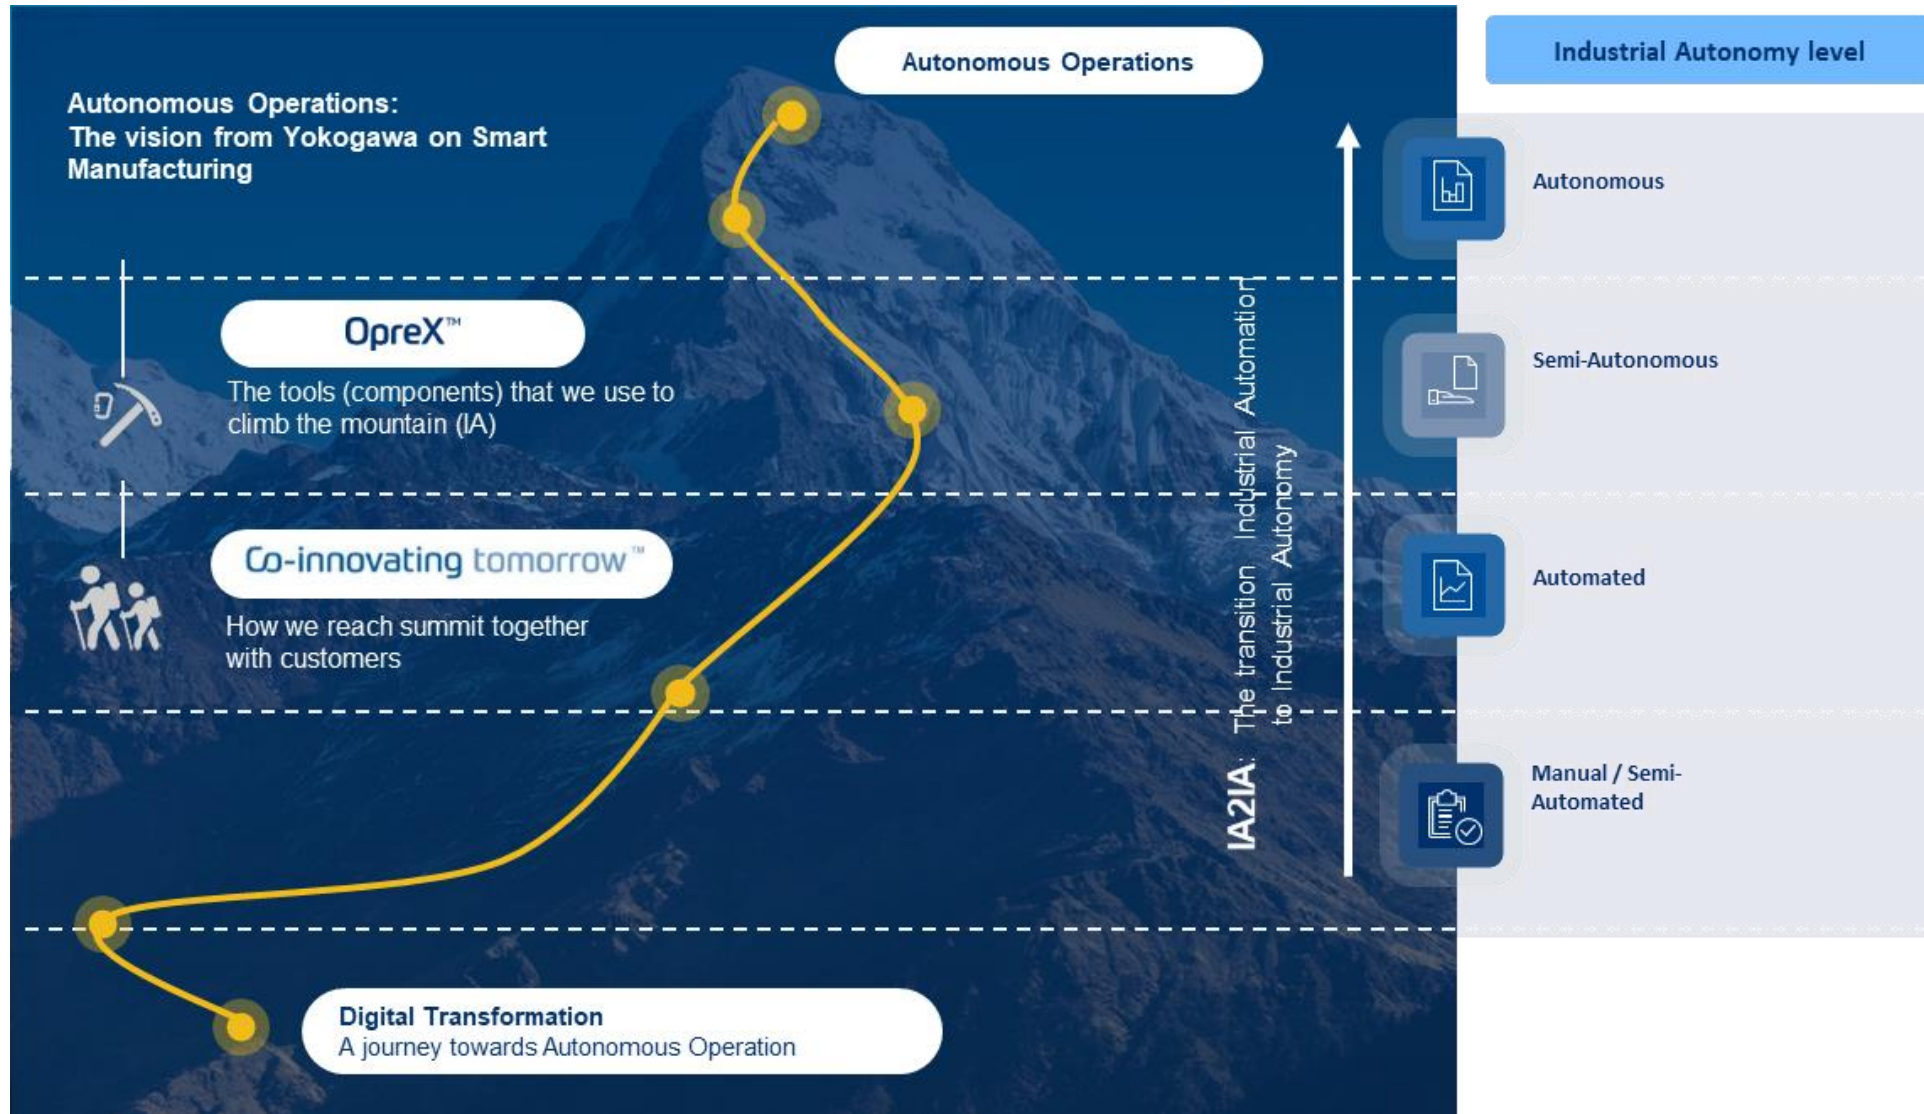 Autonomous Operations
Industrial Autonomy level
Autonomous Operations:
The vision from Yokogawa on Smart
Manufacturing
OpreX™
The tools (components) that we use to
climb the mountain (IA)
Co-innovating tomorrow™
How we reach summit together
with customers
Digital Transformation
A journey towards Autonomous Operation
IA2IA: The transition Industrial Automation
to Industrial Autonomy
Autonomous
Semi-Autonomous
Automated
Manual / Semi-
Automated